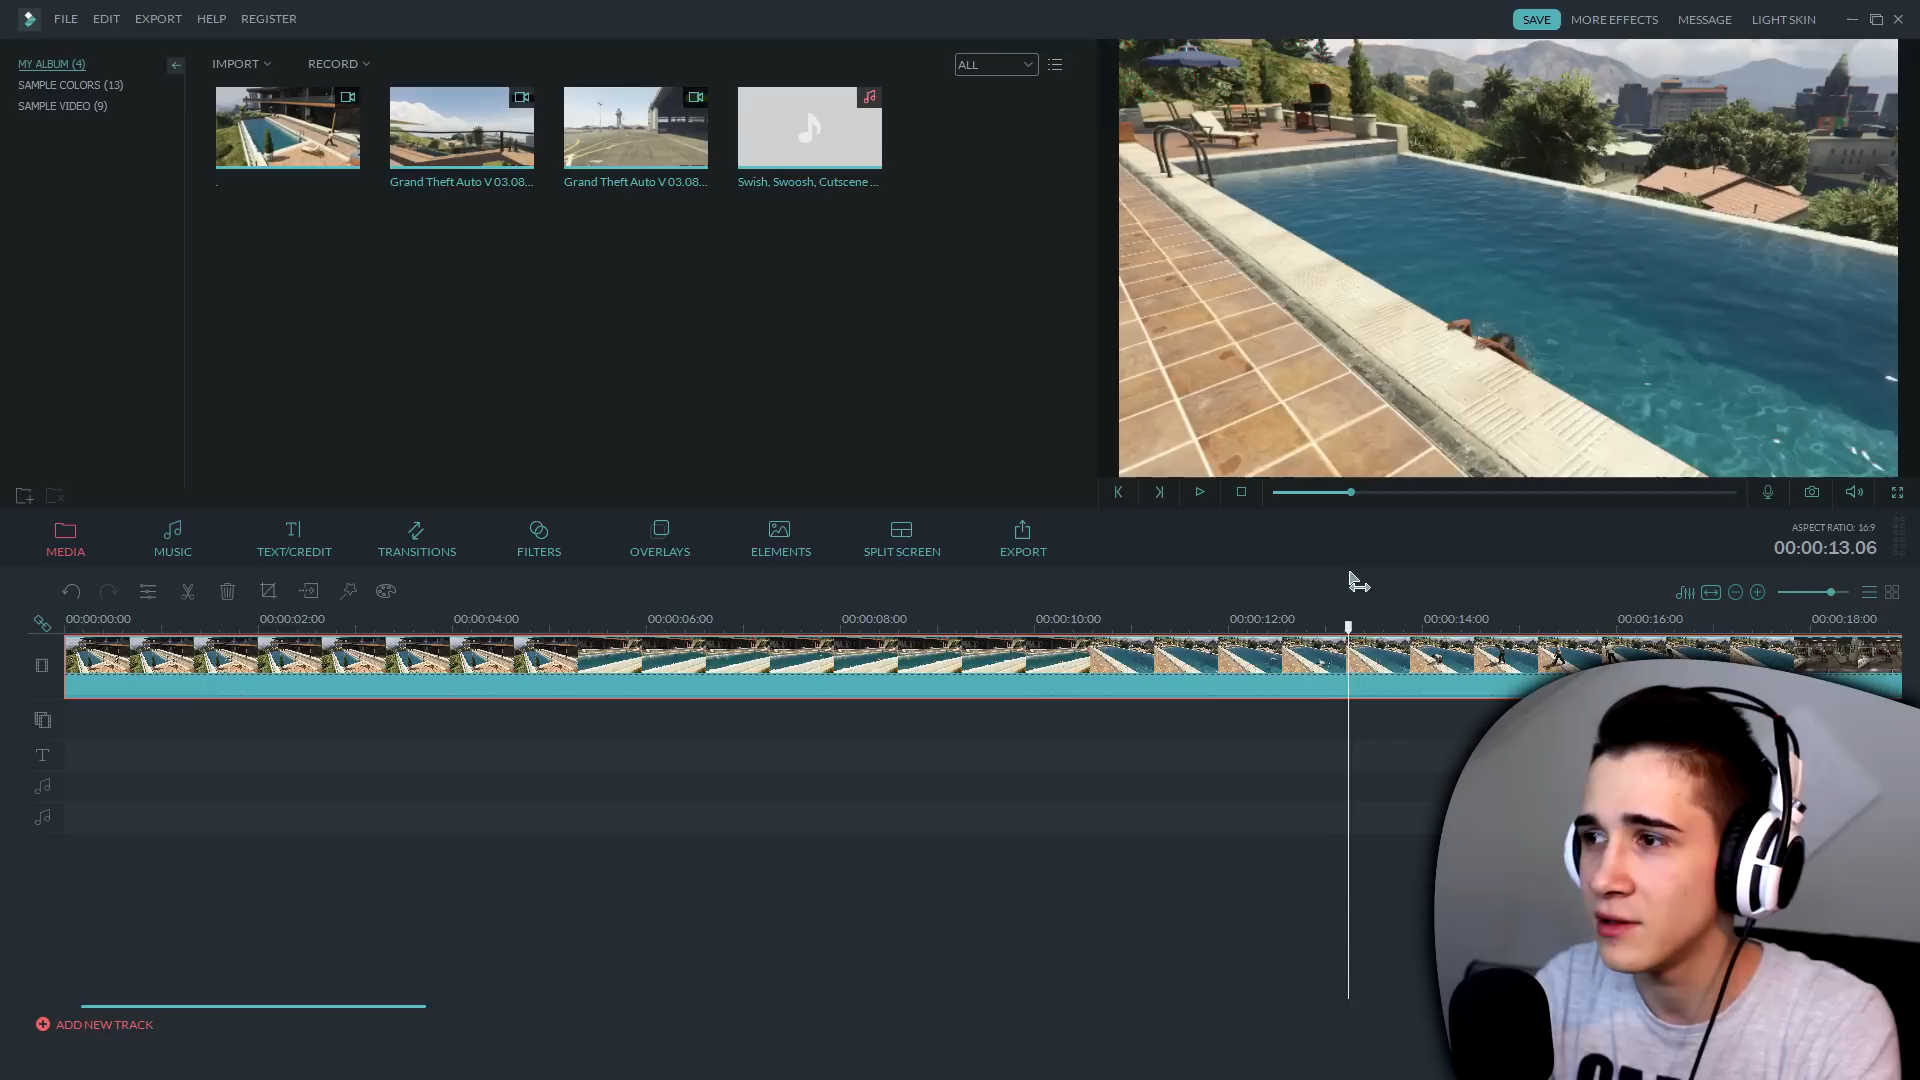 FILE EDIT EXPORT HELP REGISTER
SAVE MORE EFFECTS MESSAGE LIGHT SKIN
MY ALBUM (4)
SAMPLE COLORS (13)
SAMPLE VIDEO (9)
IMPORT RECORD ALL
. Grand Theft Auto V 03.08... Grand Theft Auto V 03.08... Swish, Swoosh, Cutscene ...
MEDIA MUSIC TEXT/CREDIT TRANSITIONS FILTERS OVERLAYS ELEMENTS SPLIT SCREEN EXPORT
ASPECT RATIO: 16:9
00:00:13.06
00:00:00:00 00:00:02:00 00:00:04:00 00:00:06:00 00:00:08:00 00:00:10:00 00:00:12:00 00:00:14:00 00:00:16:00 00:00:18:00
ADD NEW TRACK